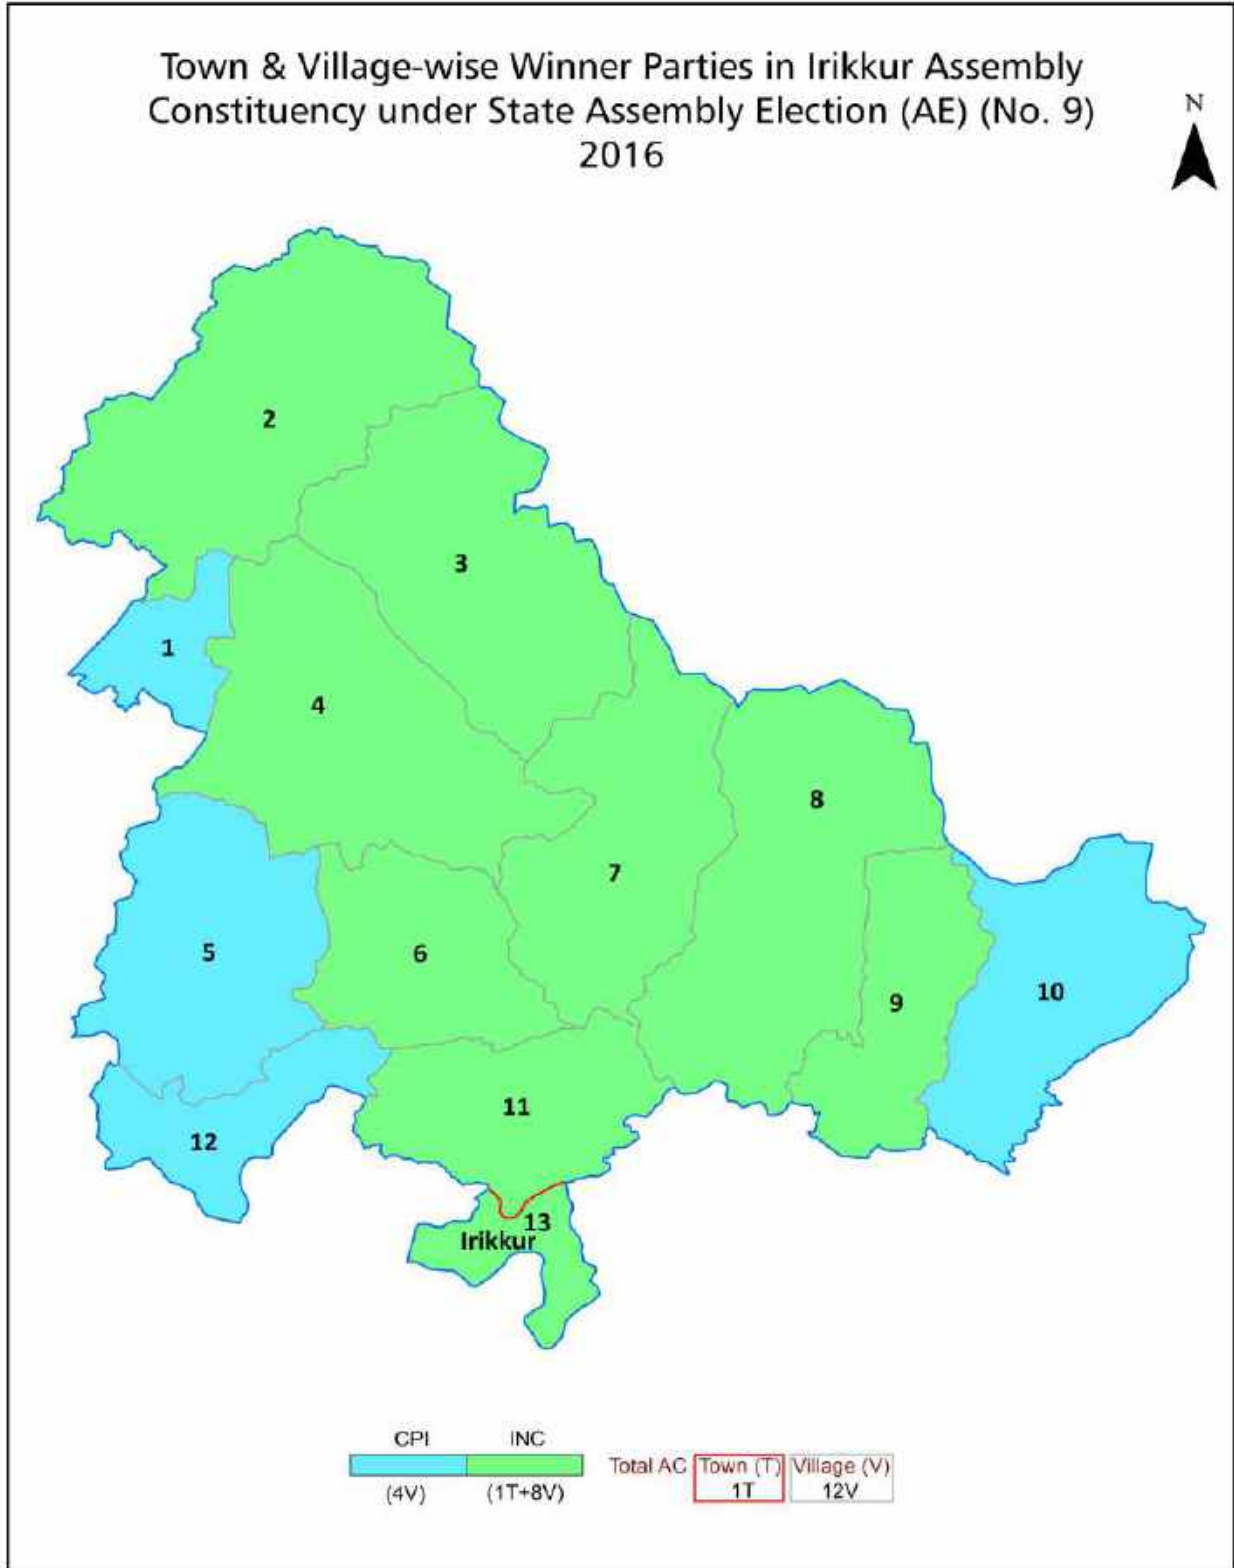 Town & Village-wise Winner Parties in Irikkur Assembly
Constituency under State Assembly Election (AE) (No. 9)
2016
N
2
3
1
4
8
7
5
6
10
9
11
12
13
Irikkur
CPI INC
Total AC Town (T) Village (V)
(4V) (1T+8V) 1T 12V